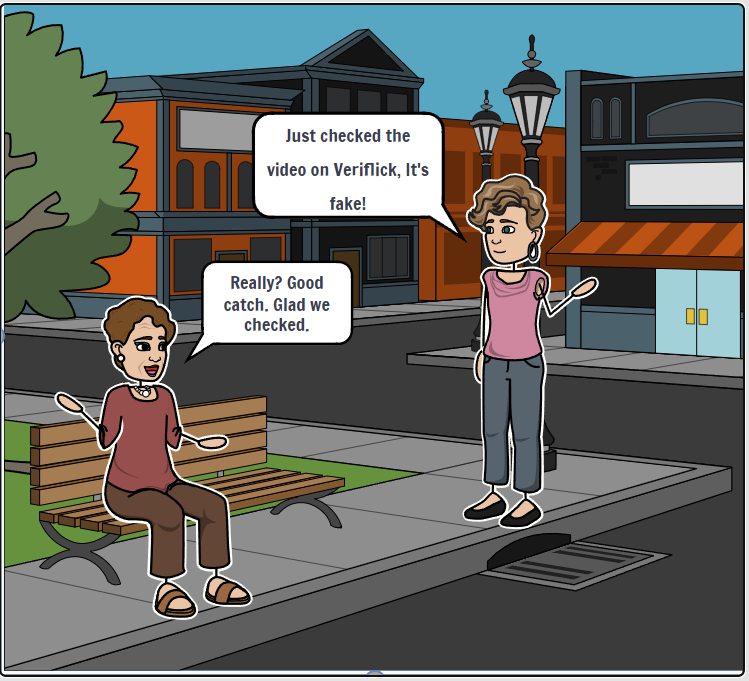 Just checked the
video on Veriflick, It's
fake!
Really? Good
catch. Glad we
checked.